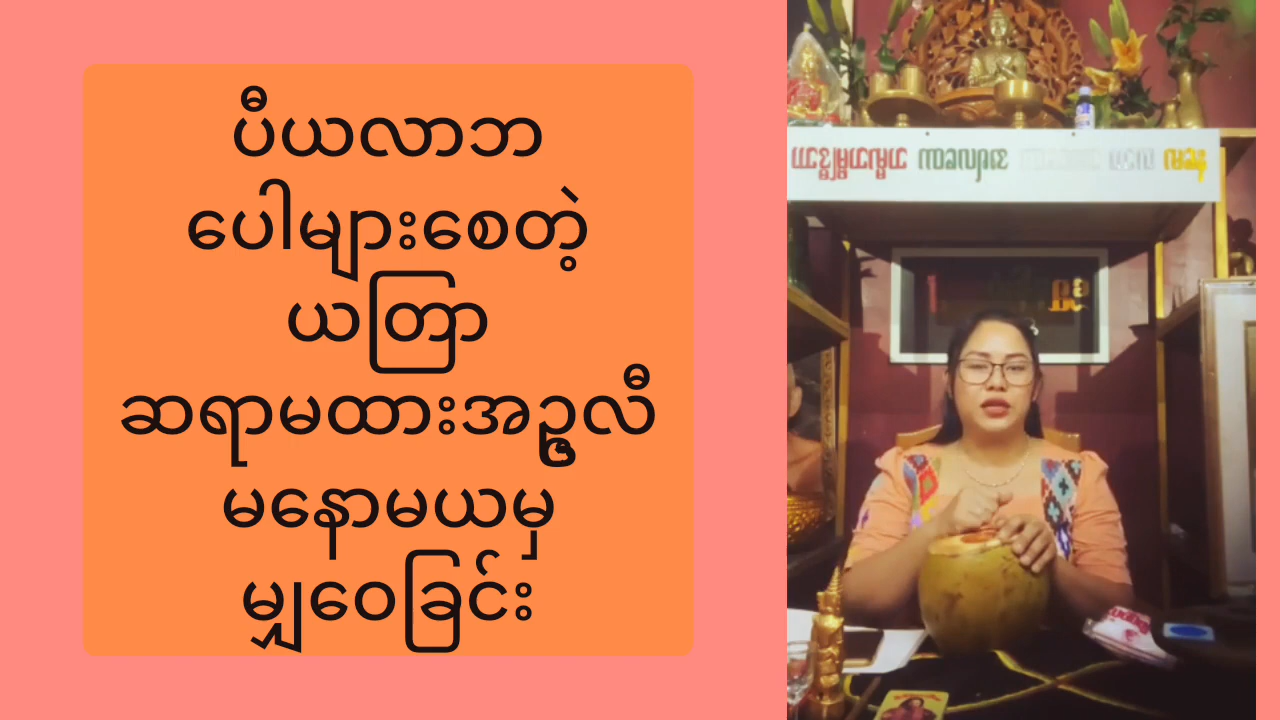 ပီယလာဘ
ပေါများစေတဲ့
ယတြာ
ဆရာမထားအဥ္စလီ
မနောမယမှ
မျှဝေခြင်း